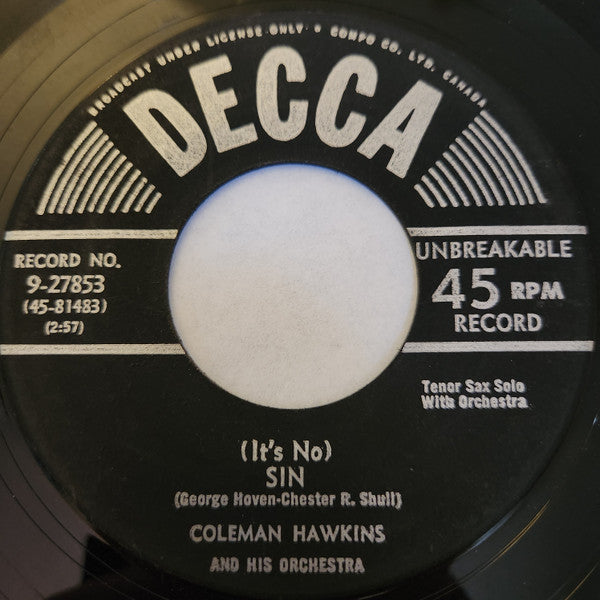 BROADCAST UNDER LICENSE ONLY • COMPO CO. LTD, CANADA
DECCA
RECORD NO.
9-27853
(45-81483)
(2:57)
UNBREAKABLE
45 RPM
RECORD
Tenor Sax Solo
With Orchestra
(It's No)
SIN
(George Hoven-Chester R. Shull)
COLEMAN HAWKINS
AND HIS ORCHESTRA